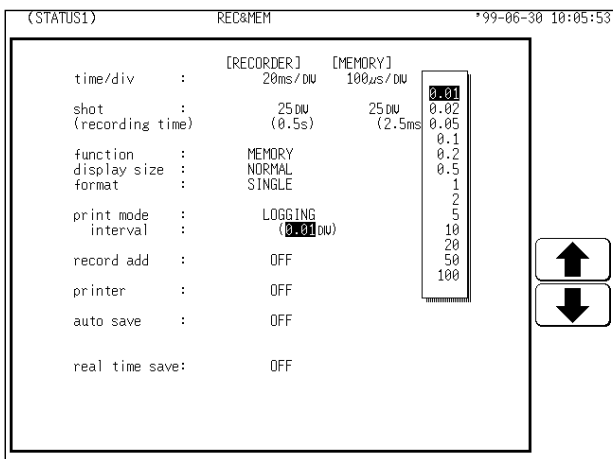 (STATUS1) REC&MEM '99-06-30 10:05:53
[RECORDER] [MEMORY]
time/div : 20ms/DIV 100µs/DIV
shot : 25DIV 25DIV
(recording time) (0.5s) (2.5ms
function : MEMORY
display size : NORMAL
format : SINGLE
print mode : LOGGING
interval : (0.01DIV)
record add : OFF
printer : OFF
auto save : OFF
real time save: OFF
0.01
0.02
0.05
0.1
0.2
0.5
1
2
5
10
20
50
100